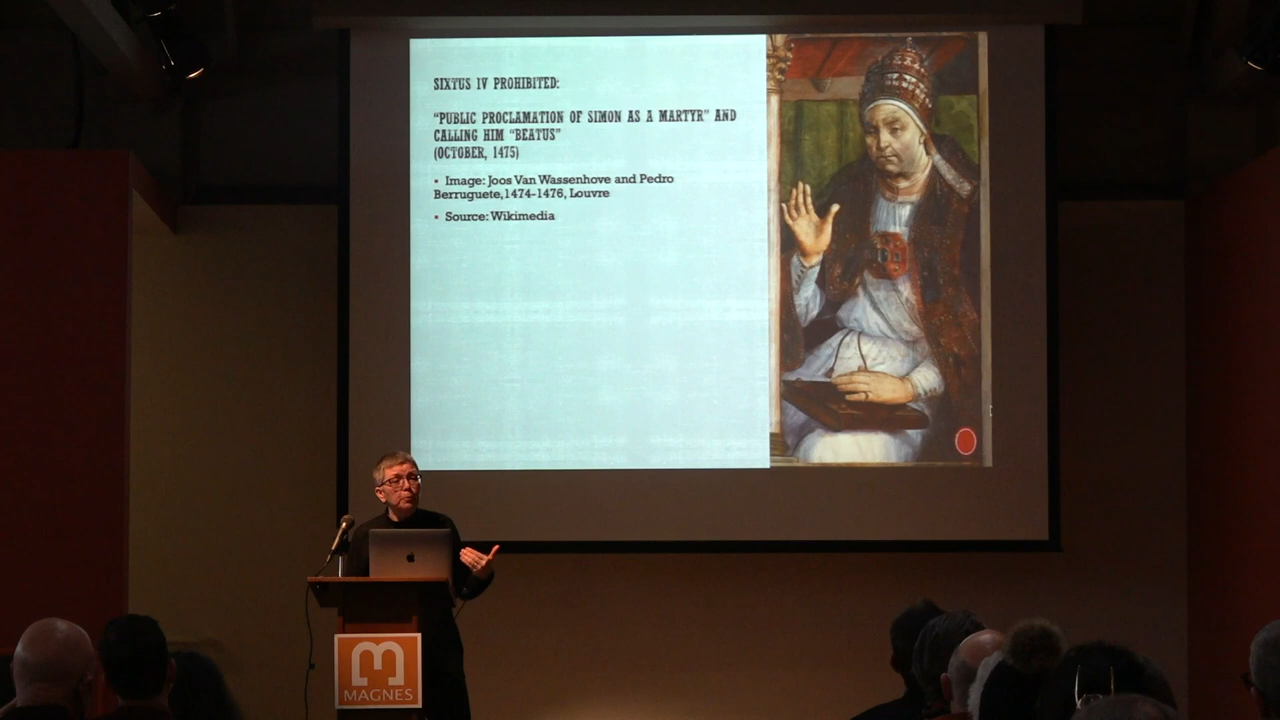 SIXTUS IV PROHIBITED:
"PUBLIC PROCLAMATION OF SIMON AS A MARTYR" AND
CALLING HIM "BEATUS"
(OCTOBER, 1475)
▪ Image: Joos Van Wassenhove and Pedro
Berruguete,1474-1476, Louvre
▪ Source: Wikimedia
MAGNES